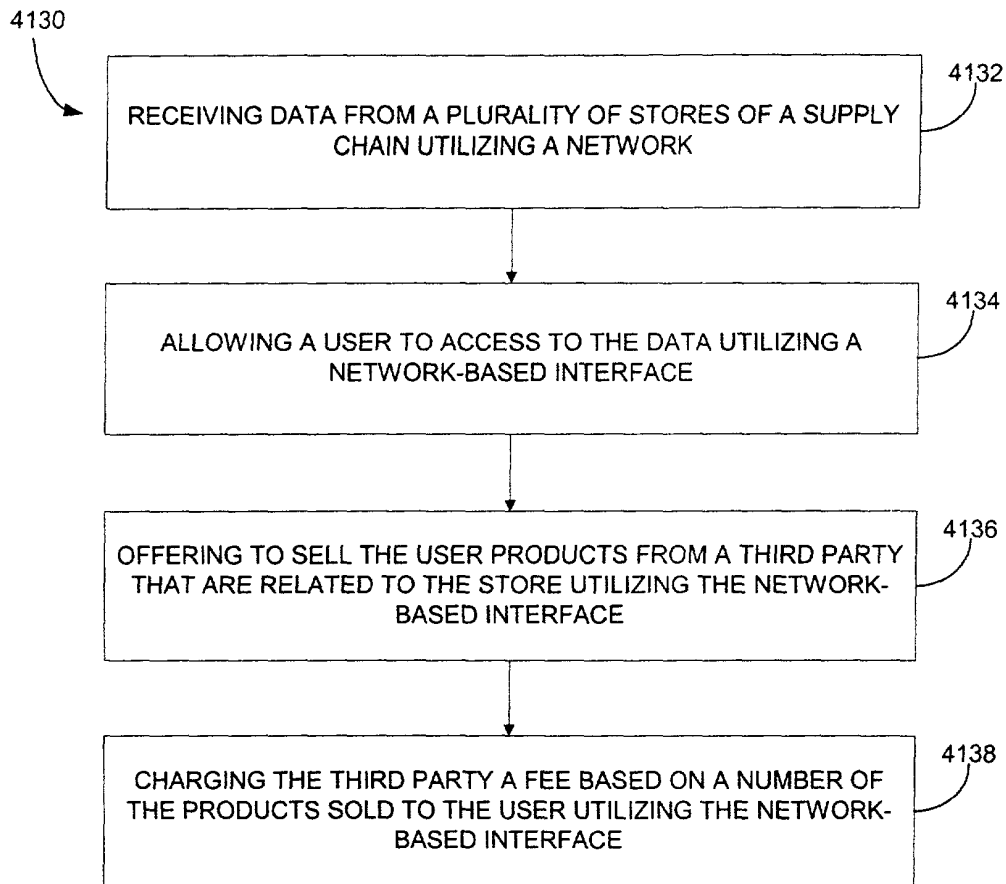 4130
4132
RECEIVING DATA FROM A PLURALITY OF STORES OF A SUPPLY
CHAIN UTILIZING A NETWORK
4134
ALLOWING A USER TO ACCESS TO THE DATA UTILIZING A
NETWORK-BASED INTERFACE
4136
OFFERING TO SELL THE USER PRODUCTS FROM A THIRD PARTY
THAT ARE RELATED TO THE STORE UTILIZING THE NETWORK-
BASED INTERFACE
4138
CHARGING THE THIRD PARTY A FEE BASED ON A NUMBER OF
THE PRODUCTS SOLD TO THE USER UTILIZING THE NETWORK-
BASED INTERFACE